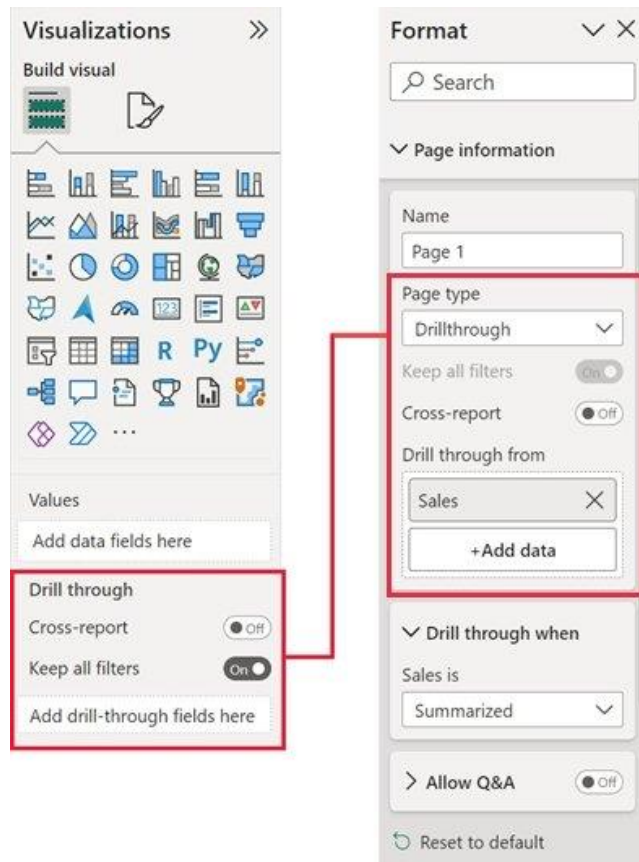 Visualizations
Build visual
123
R Py
...
Values
Add data fields here
Drill through
Cross-report Off
Keep all filters On
Add drill-through fields here
Format
Search
Page information
Name
Page 1
Page type
Drillthrough
Keep all filters On
Cross-report Off
Drill through from
Sales
+Add data
Drill through when
Sales is
Summarized
Allow Q&A Off
Reset to default